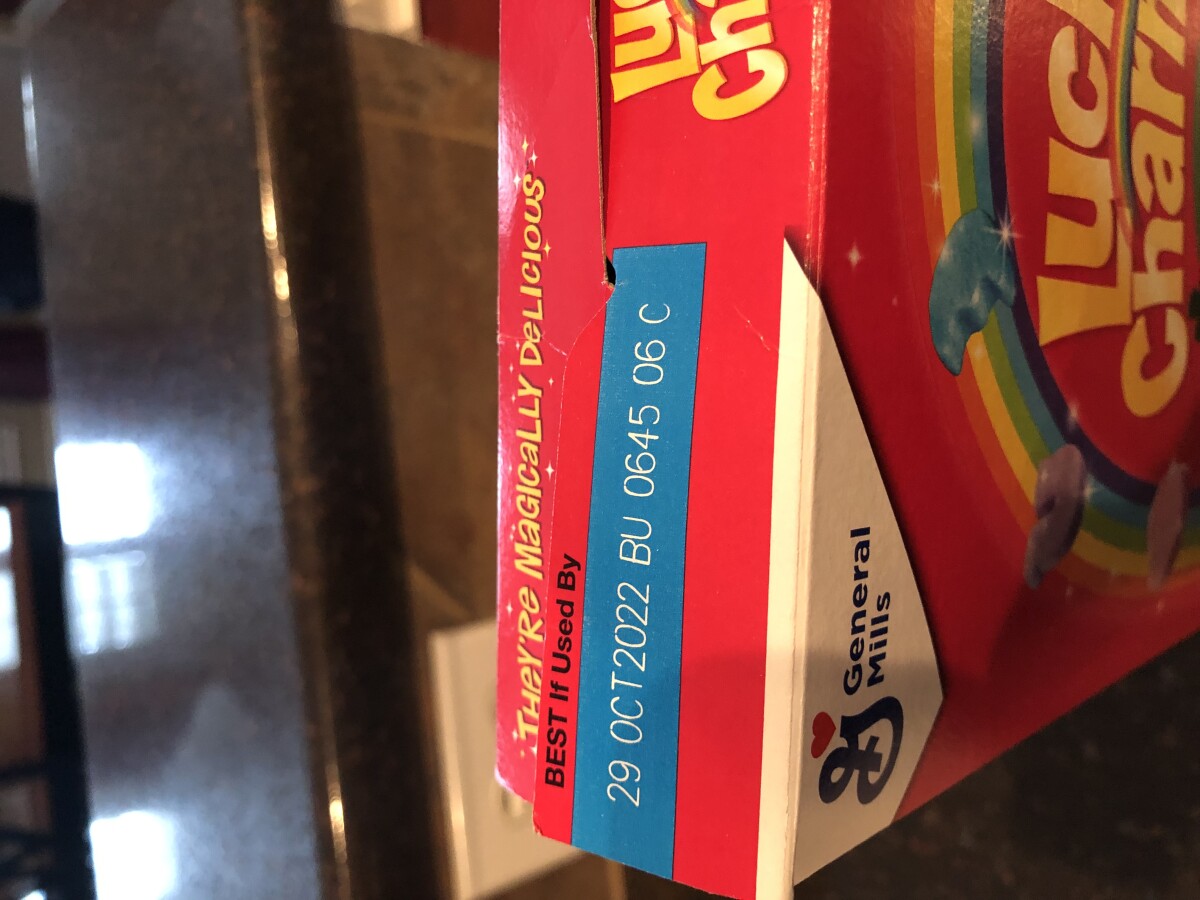 THEY'RE MAGICALLY DELICIOUS
BEST If Used By
29 OCT2022 BU 0645 06 C
General
Mills